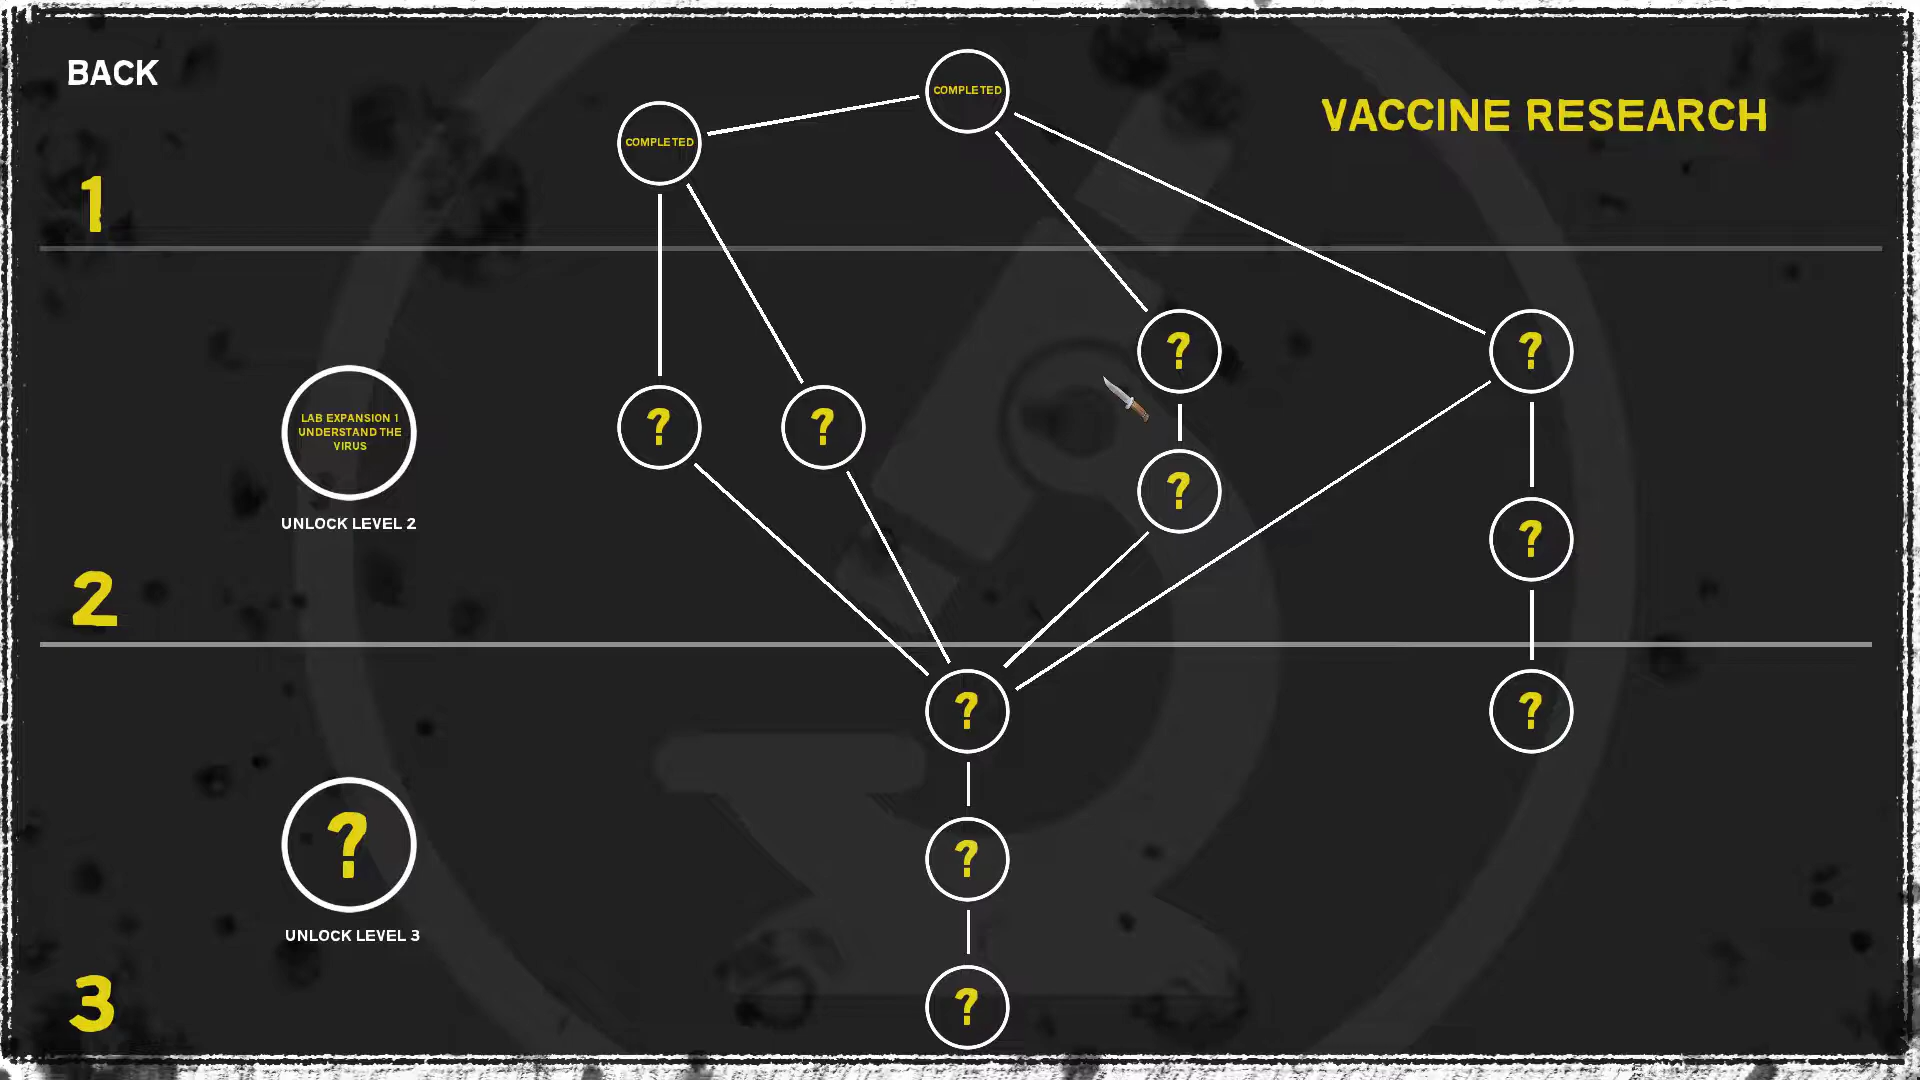 BACK
COMPLETED
COMPLETED
VACCINE RESEARCH
1
?
?
LAB EXPANSION 1
UNDERSTAND THE
VIRUS
?
?
UNLOCK LEVEL 2
?
?
2
?
?
?
?
UNLOCK LEVEL 3
3
?